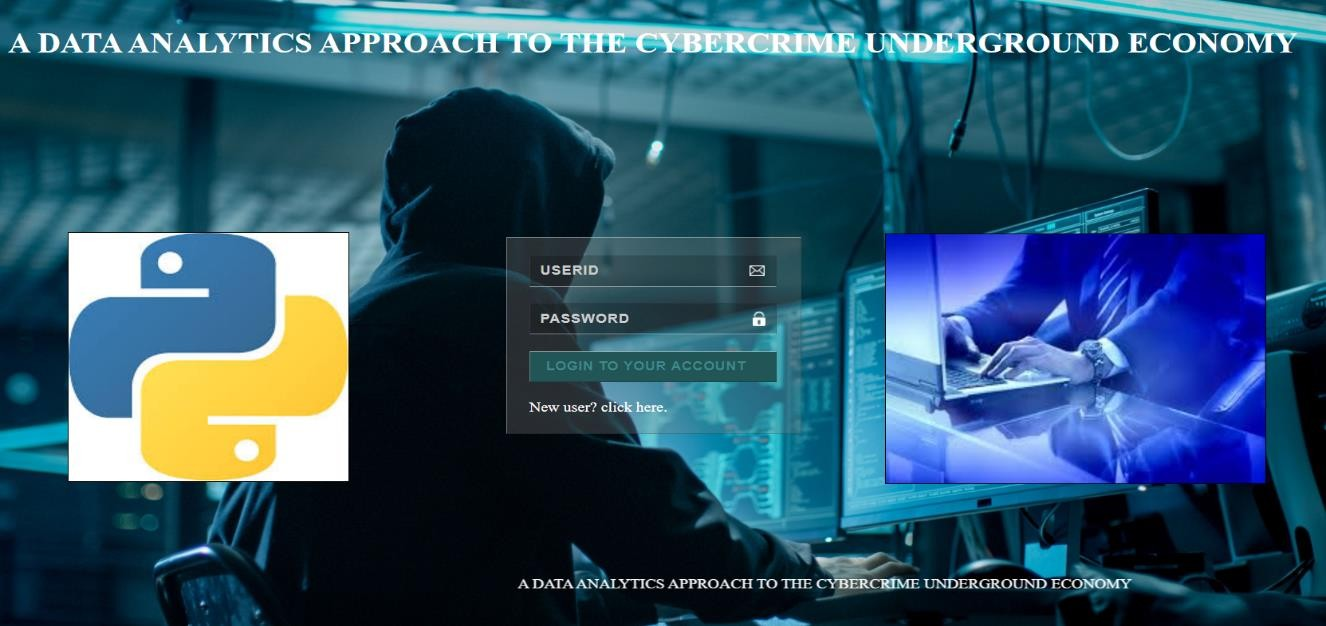 A DATA ANALYTICS APPROACH TO THE CYBERCRIME UNDERGROUND ECONOMY
USERID
PASSWORD
LOGIN TO YOUR ACCOUNT
New user? click here.
A DATA ANALYTICS APPROACH TO THE CYBERCRIME UNDERGROUND ECONOMY